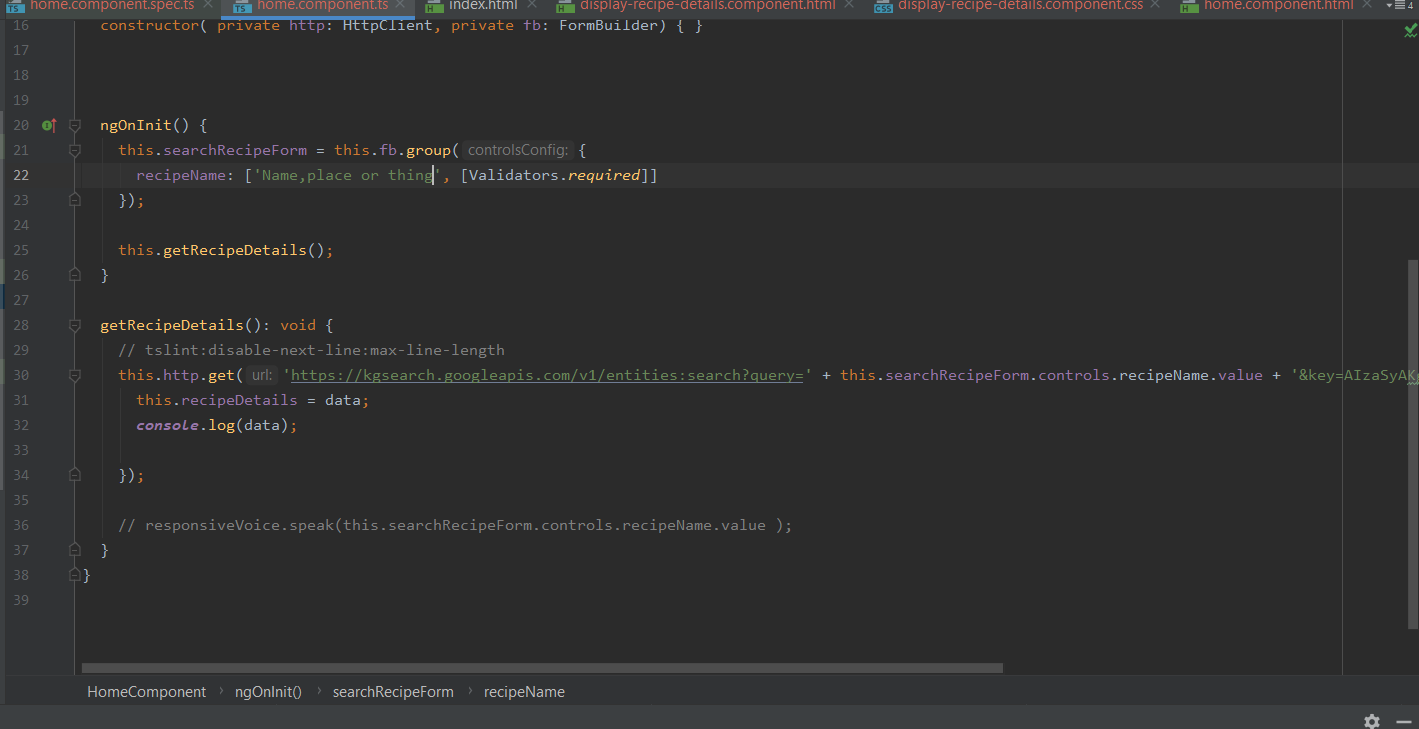 TS home.component.spec.ts TS home.component.ts H index.html H display-recipe-details.component.html CSS display-recipe-details.component.css H home.component.html 4
16 constructor( private http: HttpClient, private fb: FormBuilder) { }
17
18
19
20 ngOnInit() {
21 this.searchRecipeForm = this.fb.group( controlsConfig: {
22 recipeName: ['Name,place or thing', [Validators.required]]
23 });
24
25 this.getRecipeDetails();
26 }
27
28 getRecipeDetails(): void {
29 // tslint:disable-next-line:max-line-length
30 this.http.get( url: 'https://kgsearch.googleapis.com/v1/entities:search?query=' + this.searchRecipeForm.controls.recipeName.value + '&key=AIzaSyAK
31 this.recipeDetails = data;
32 console.log(data);
33
34 });
35
36 // responsiveVoice.speak(this.searchRecipeForm.controls.recipeName.value );
37 }
38 }
39
HomeComponent › ngOnInit() › searchRecipeForm › recipeName